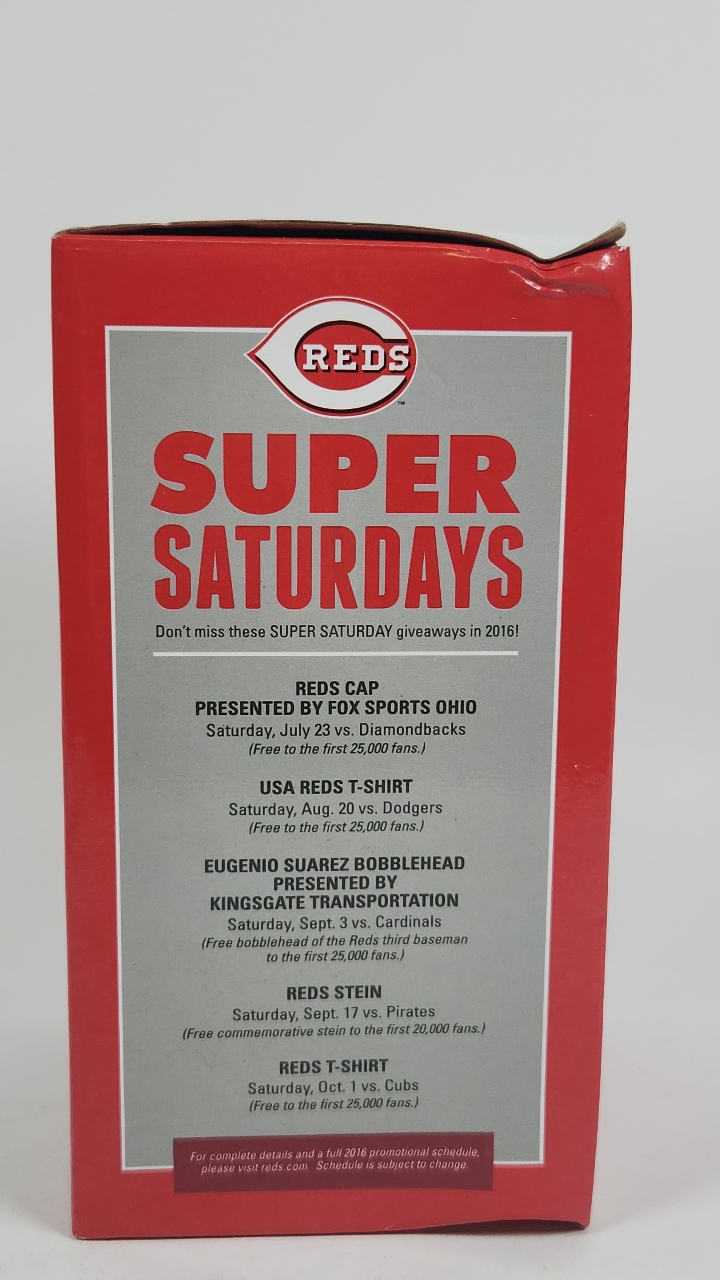 REDS
TM
SUPER
SATURDAYS
Don't miss these SUPER SATURDAY giveaways in 2016!
REDS CAP
PRESENTED BY FOX SPORTS OHIO
Saturday, July 23 vs. Diamondbacks
(Free to the first 25,000 fans.)
USA REDS T-SHIRT
Saturday, Aug. 20 vs. Dodgers
(Free to the first 25,000 fans.)
EUGENIO SUAREZ BOBBLEHEAD
PRESENTED BY
KINGSGATE TRANSPORTATION
Saturday, Sept. 3 vs. Cardinals
(Free bobblehead of the Reds third baseman
to the first 25,000 fans.)
REDS STEIN
Saturday, Sept. 17 vs. Pirates
(Free commemorative stein to the first 20,000 fans.)
REDS T-SHIRT
Saturday, Oct. 1 vs. Cubs
(Free to the first 25,000 fans.)
For complete details and a full 2016 promotional schedule,
please visit reds.com. Schedule is subject to change.